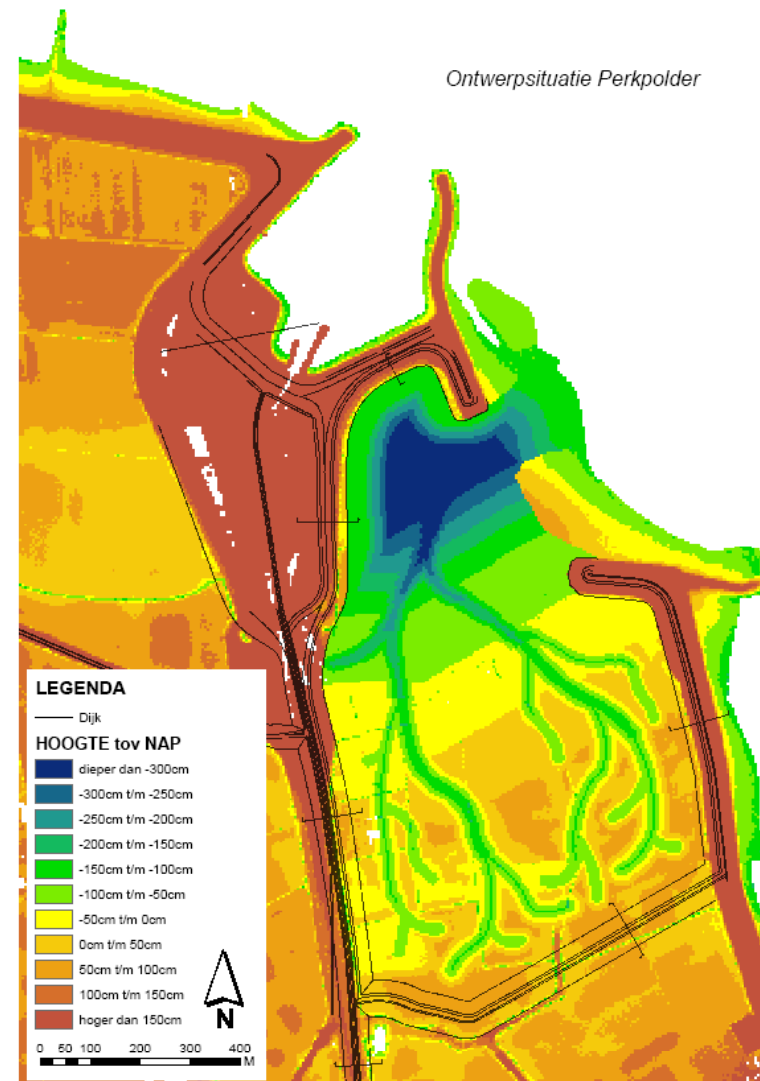 Ontwerpsituatie Perkpolder
LEGENDA
Dijk
HOOGTE tov NAP
dieper dan -300cm
-300cm t/m -250cm
-250cm t/m -200cm
-200cm t/m -150cm
-150cm t/m -100cm
-100cm t/m -50cm
-50cm t/m 0cm
0cm t/m 50cm
50cm t/m 100cm
100cm t/m 150cm
hoger dan 150cm
N
0 50 100 200 300 400
M